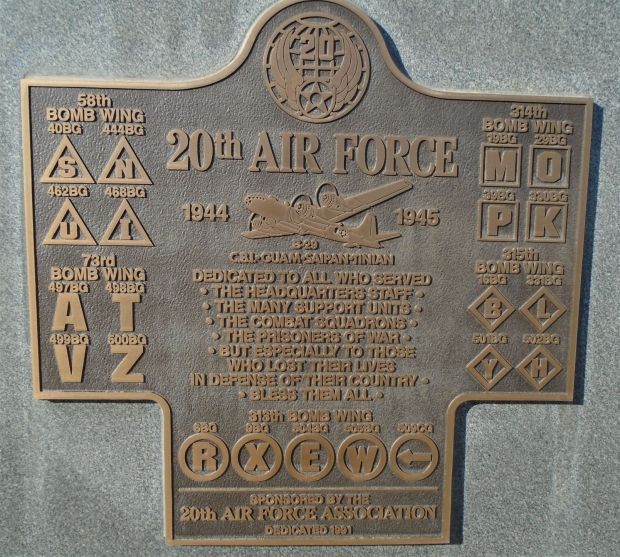 20
58th
BOMB WING
40BG 444BG
S N
462BG 468BG
U I
73rd
BOMB WING
497BG 498BG
A T
499BG 500BG
V Z
20th AIR FORCE
1944 1945
B-29
C.B.I.-GUAM-SAIPAN-TINIAN
DEDICATED TO ALL WHO SERVED
• THE HEADQUARTERS STAFF •
• THE MANY SUPPORT UNITS •
• THE COMBAT SQUADRONS •
• THE PRISONERS OF WAR •
• BUT ESPECIALLY TO THOSE
WHO LOST THEIR LIVES
IN DEFENSE OF THEIR COUNTRY •
• BLESS THEM ALL •
314th
BOMB WING
19BG 29BG
M O
39BG 330BG
P K
315th
BOMB WING
16BG 331BG
B L
501BG 502BG
Y H
313th BOMB WING
6BG 9BG 504BG 505BG 509CG
R X E W
SPONSORED BY THE
20th AIR FORCE ASSOCIATION
DEDICATED 1991